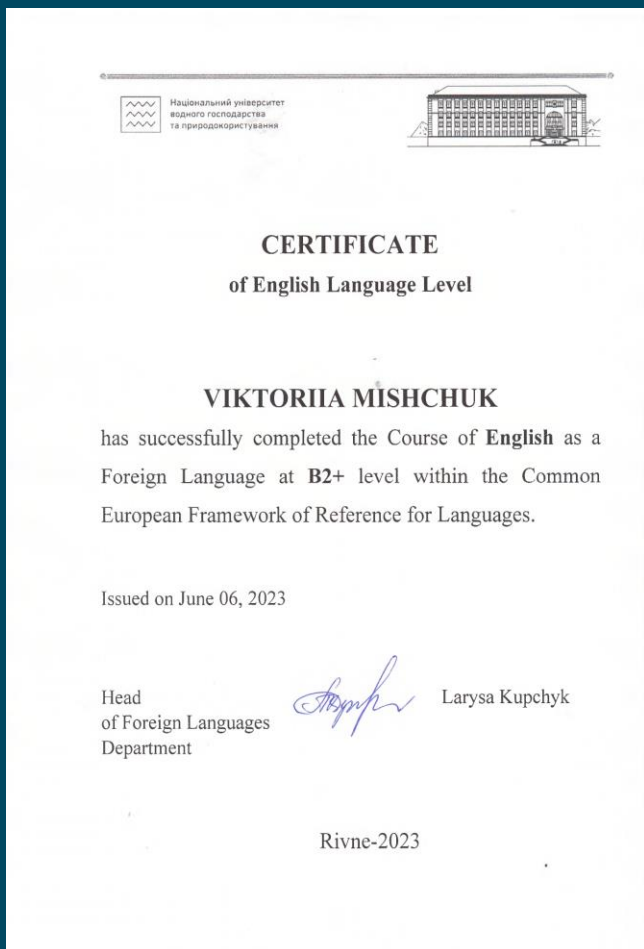 Національний університет
водного господарства
та природокористування
CERTIFICATE
of English Language Level
VIKTORIIA MISHCHUK
has successfully completed the Course of English as a
Foreign Language at B2+ level within the Common
European Framework of Reference for Languages.
Issued on June 06, 2023
Head
of Foreign Languages
Department
Larysa Kupchyk
Rivne-2023